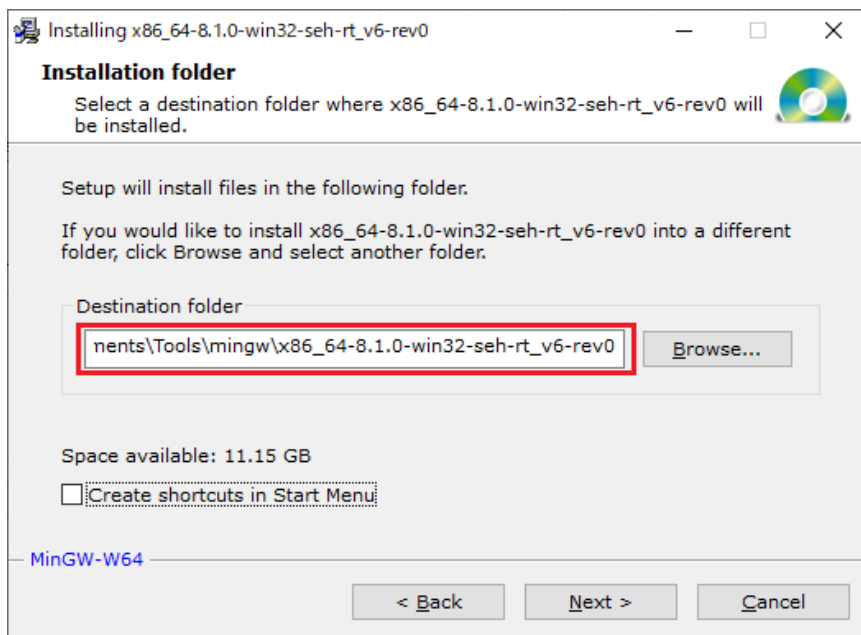 Installing x86_64-8.1.0-win32-seh-rt_v6-rev0
Installation folder
Select a destination folder where x86_64-8.1.0-win32-seh-rt_v6-rev0 will
be installed.
Setup will install files in the following folder.
If you would like to install x86_64-8.1.0-win32-seh-rt_v6-rev0 into a different
folder, click Browse and select another folder.
Destination folder
nents\Tools\mingw\x86_64-8.1.0-win32-seh-rt_v6-rev0
Browse...
Space available: 11.15 GB
Create shortcuts in Start Menu
MinGW-W64
< Back
Next >
Cancel